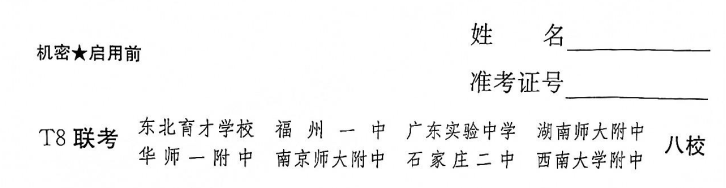 姓 名
机密★启用前
准考证号
T8联考 东北育才学校 福州一中 广东实验中学 湖南师大附中 八校
华师一附中 南京师大附中 石家庄二中 西南大学附中